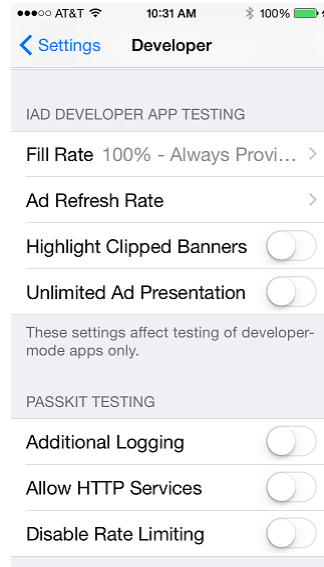 AT&T 10:31 AM 100%
Settings Developer
IAD DEVELOPER APP TESTING
Fill Rate 100% - Always Provi...
Ad Refresh Rate
Highlight Clipped Banners
Unlimited Ad Presentation
These settings affect testing of developer-
mode apps only.
PASSKIT TESTING
Additional Logging
Allow HTTP Services
Disable Rate Limiting